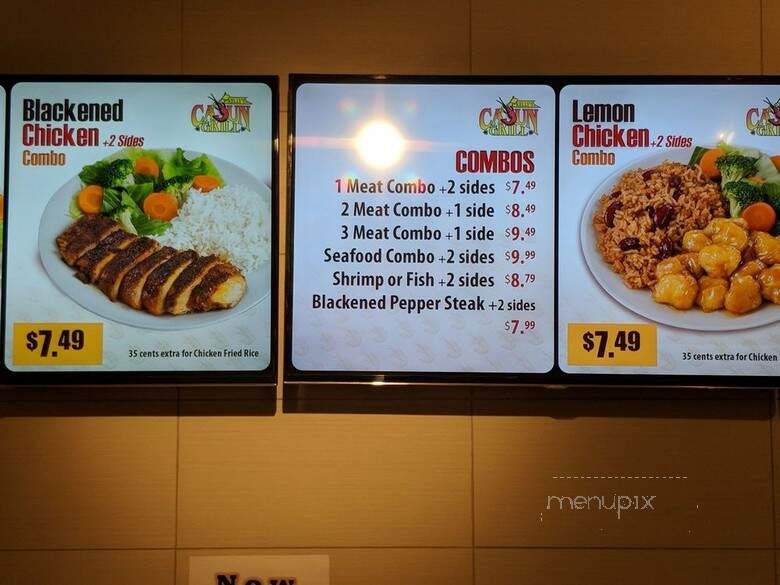 Blackened
Chicken +2 Sides
Combo
CAJUN
GRILL
$7.49
35 cents extra for Chicken Fried Rice
CAJUN
GRILL
COMBOS
1 Meat Combo +2 sides $7.49
2 Meat Combo +1 side $8.49
3 Meat Combo +1 side $9.49
Seafood Combo +2 sides $9.99
Shrimp or Fish +2 sides $8.79
Blackened Pepper Steak +2 sides
$7.99
Lemon
Chicken +2 Sides
Combo
$7.49
35 cents extra for Chicken
menupix
Now